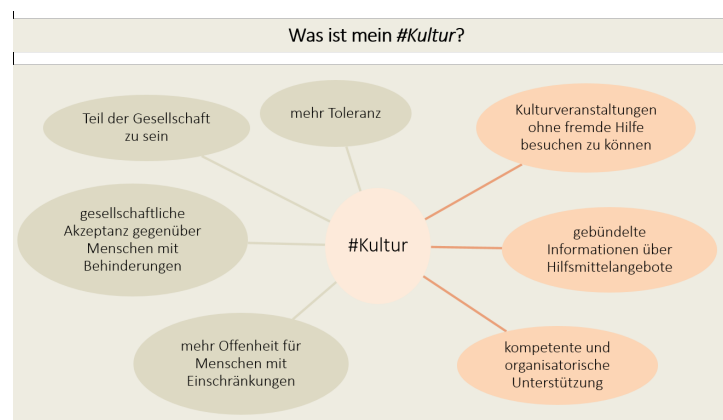 Was ist mein #Kultur?
Teil der Gesellschaft
zu sein
mehr Toleranz
Kulturveranstaltungen
ohne fremde Hilfe
besuchen zu können
gesellschaftliche
Akzeptanz gegenüber
Menschen mit
Behinderungen
#Kultur
gebündelte
Informationen über
Hilfsmittelangebote
mehr Offenheit für
Menschen mit
Einschränkungen
kompetente und
organisatorische
Unterstützung